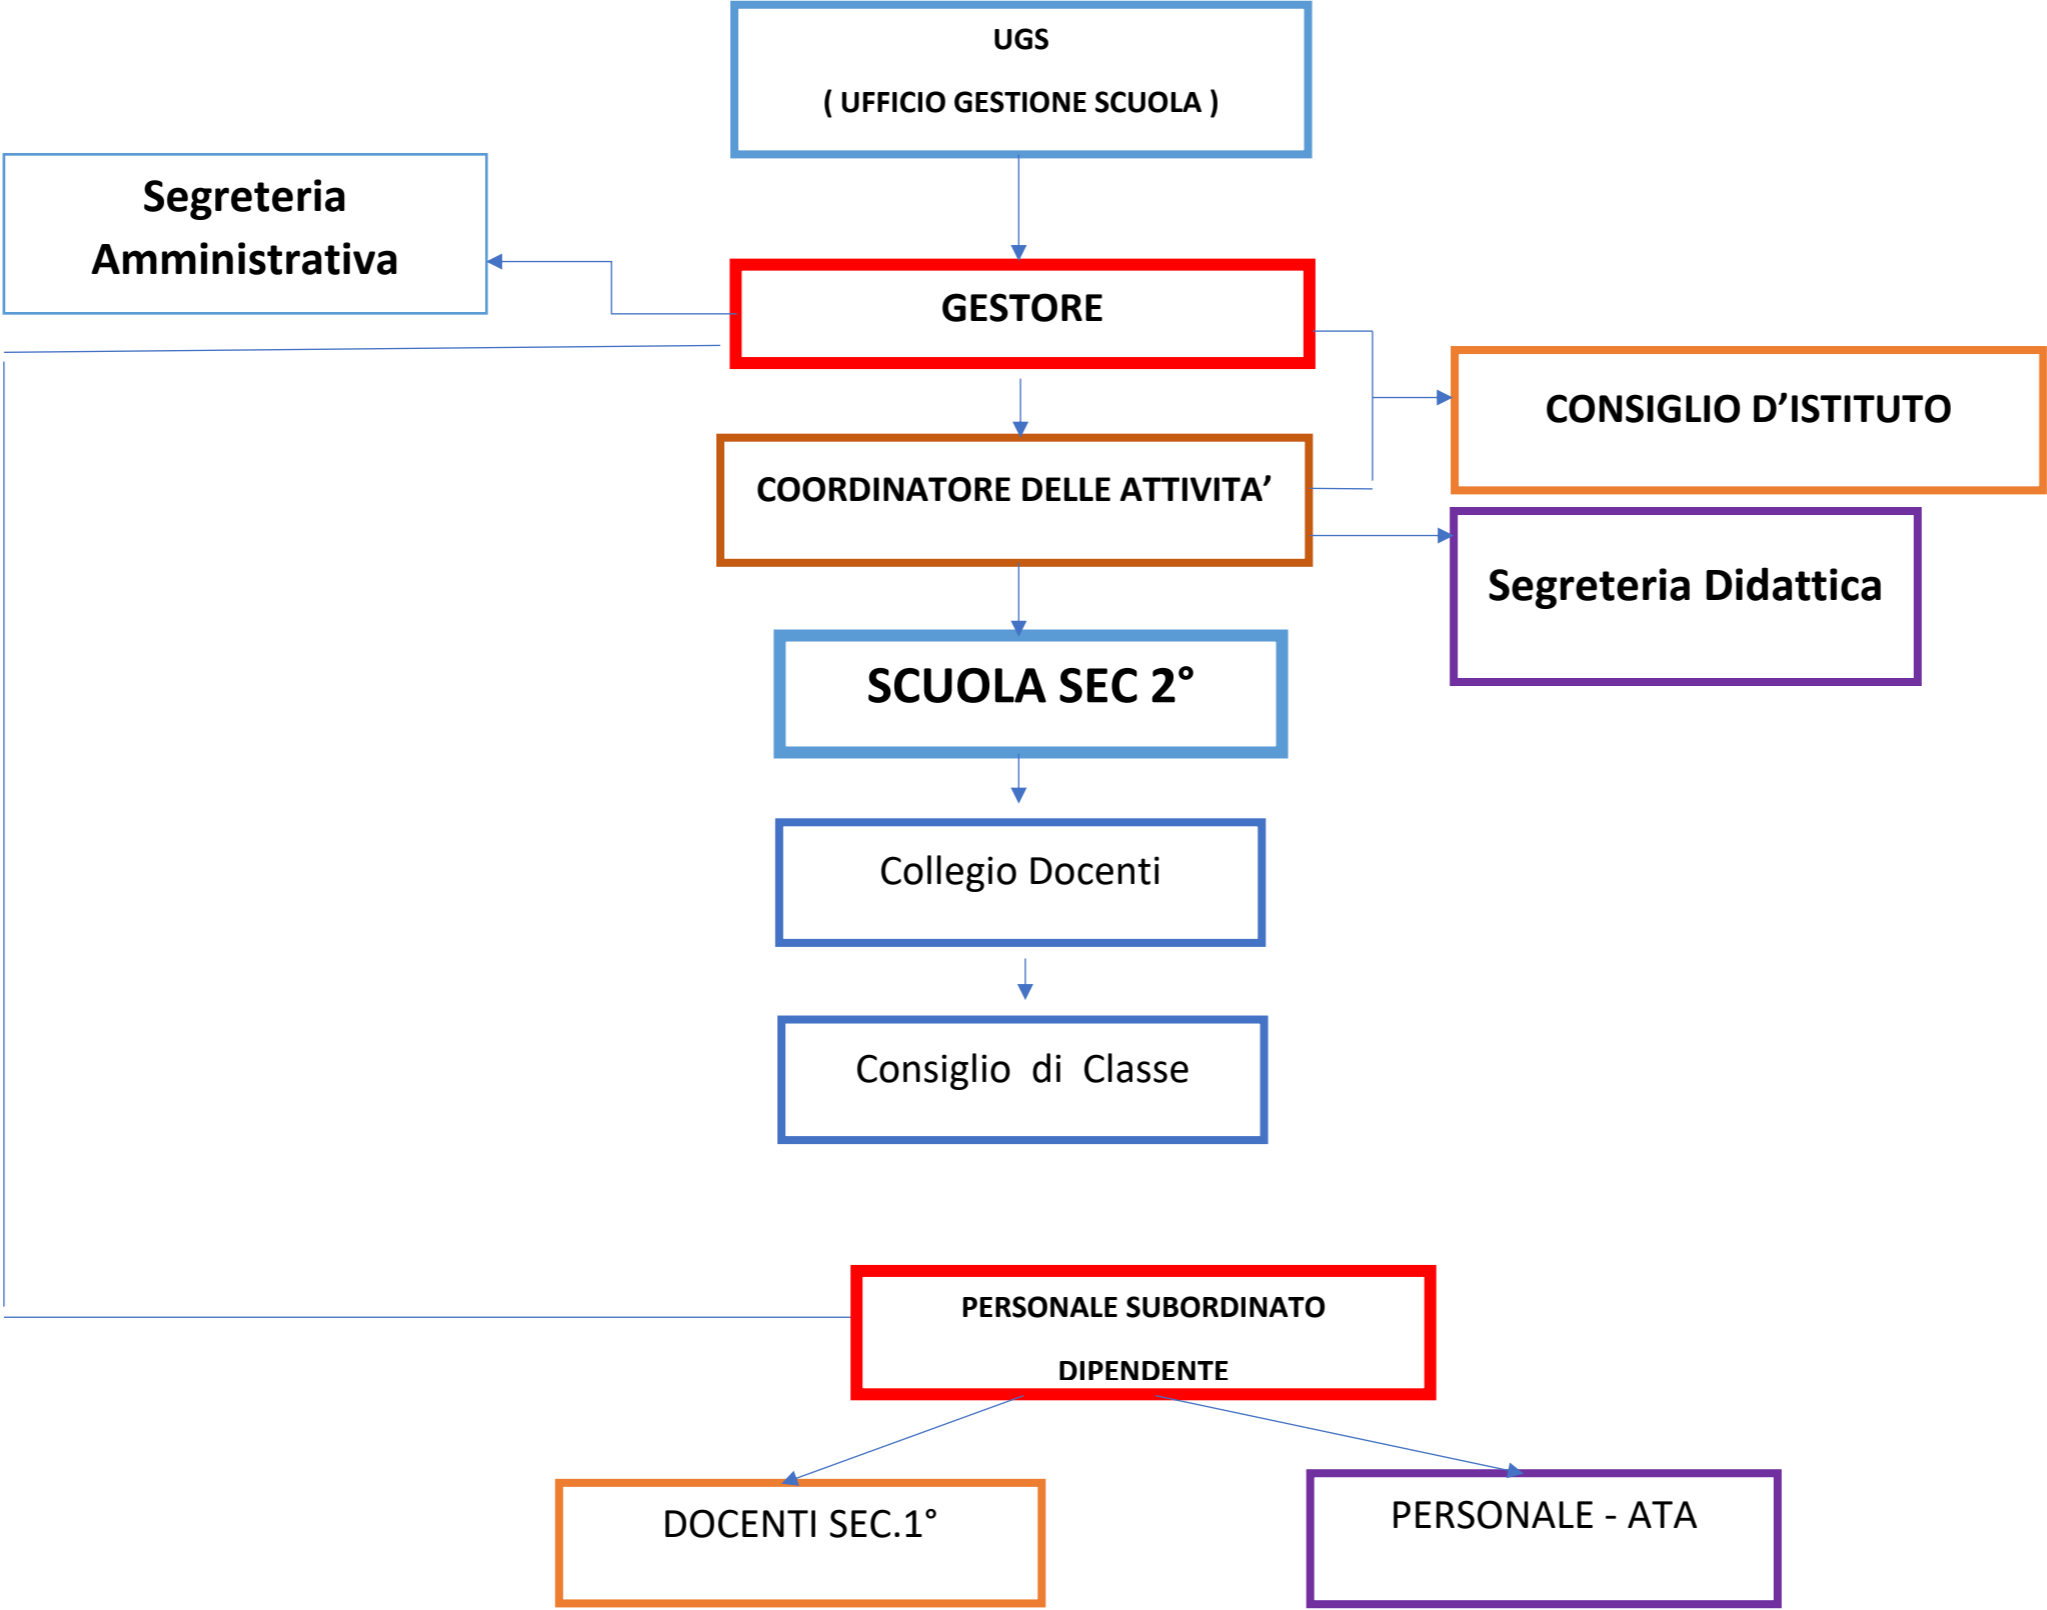 UGS
( UFFICIO GESTIONE SCUOLA )
Segreteria
Amministrativa
GESTORE
CONSIGLIO D’ISTITUTO
COORDINATORE DELLE ATTIVITA’
Segreteria Didattica
SCUOLA SEC 2°
Collegio Docenti
Consiglio di Classe
PERSONALE SUBORDINATO
DIPENDENTE
DOCENTI SEC.1°
PERSONALE - ATA